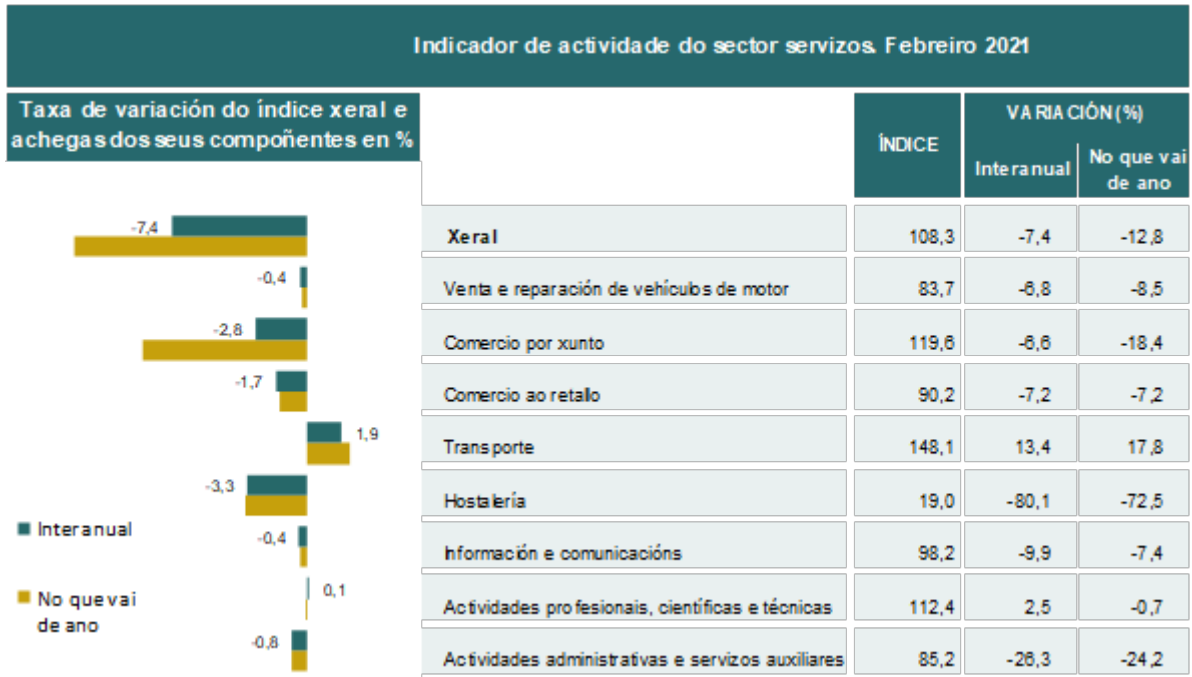 Indicador de actividade do sector servizos. Febreiro 2021
Taxa de variación do índice xeral e
achegas dos seus compoñentes en %
ÍNDICE
VARIACIÓN (%)
Interanual
No que vai
de ano
-7,4
Xeral 108,3 -7,4 -12,8
-0,4
Venta e reparación de vehículos de motor 83,7 -6,8 -8,5
-2,8
Comercio por xunto 119,6 -6,6 -18,4
-1,7
Comercio ao retallo 90,2 -7,2 -7,2
1,9
Transporte 148,1 13,4 17,8
-3,3
Hostalería 19,0 -80,1 -72,5
Interanual
-0,4
Información e comunicacións 98,2 -9,9 -7,4
No que vai
de ano
0,1
Actividades profesionais, científicas e técnicas 112,4 2,5 -0,7
-0,8
Actividades administrativas e servizos auxiliares 85,2 -26,3 -24,2